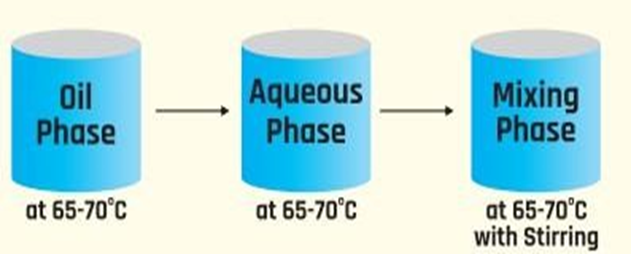 Oil
Phase
at 65-70°C
Aqueous
Phase
at 65-70°C
Mixing
Phase
at 65-70°C
with Stirring